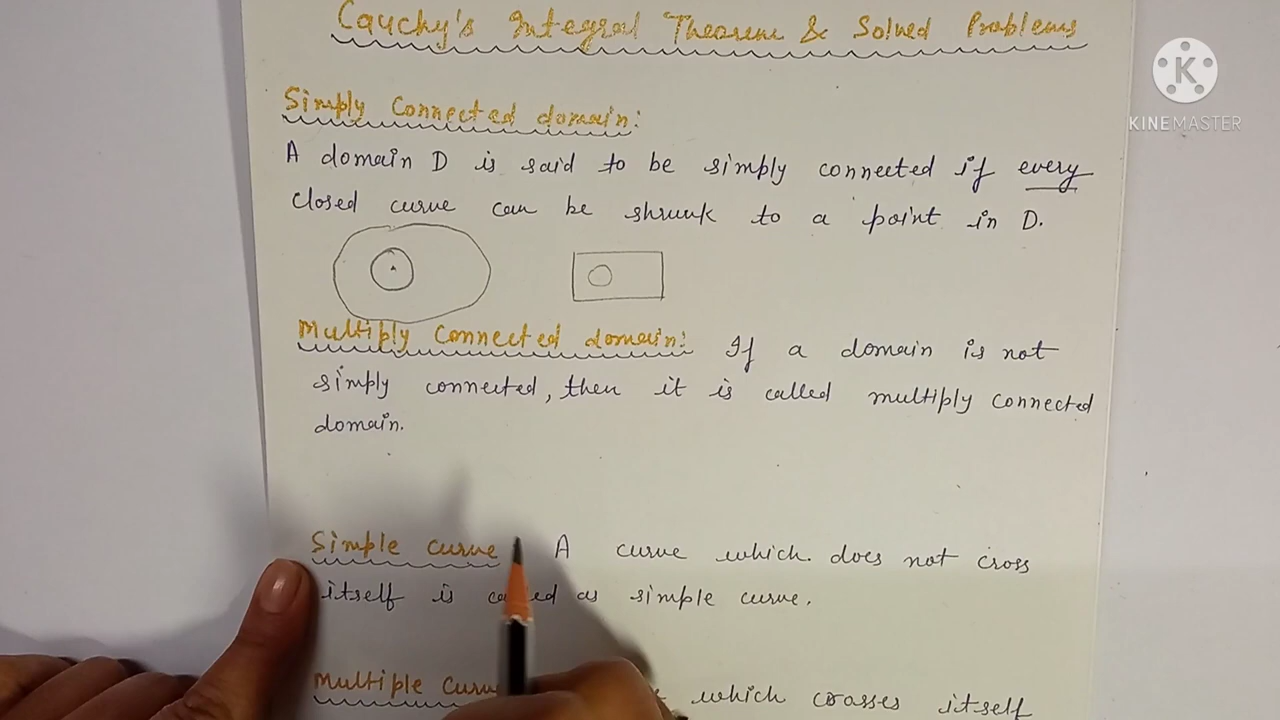 Cauchy's Integral Theorem & Solved Problems
KINEMASTER
Simply Connected domain:
A domain D is said to be simply connected if every
closed curve can be shrunk to a point in D.
Multiply Connected domain: If a domain is not
simply connected, then it is called multiply connected
domain.
Simple curve A curve which does not cross
itself is as simple curve.
Multiple which crosses itself